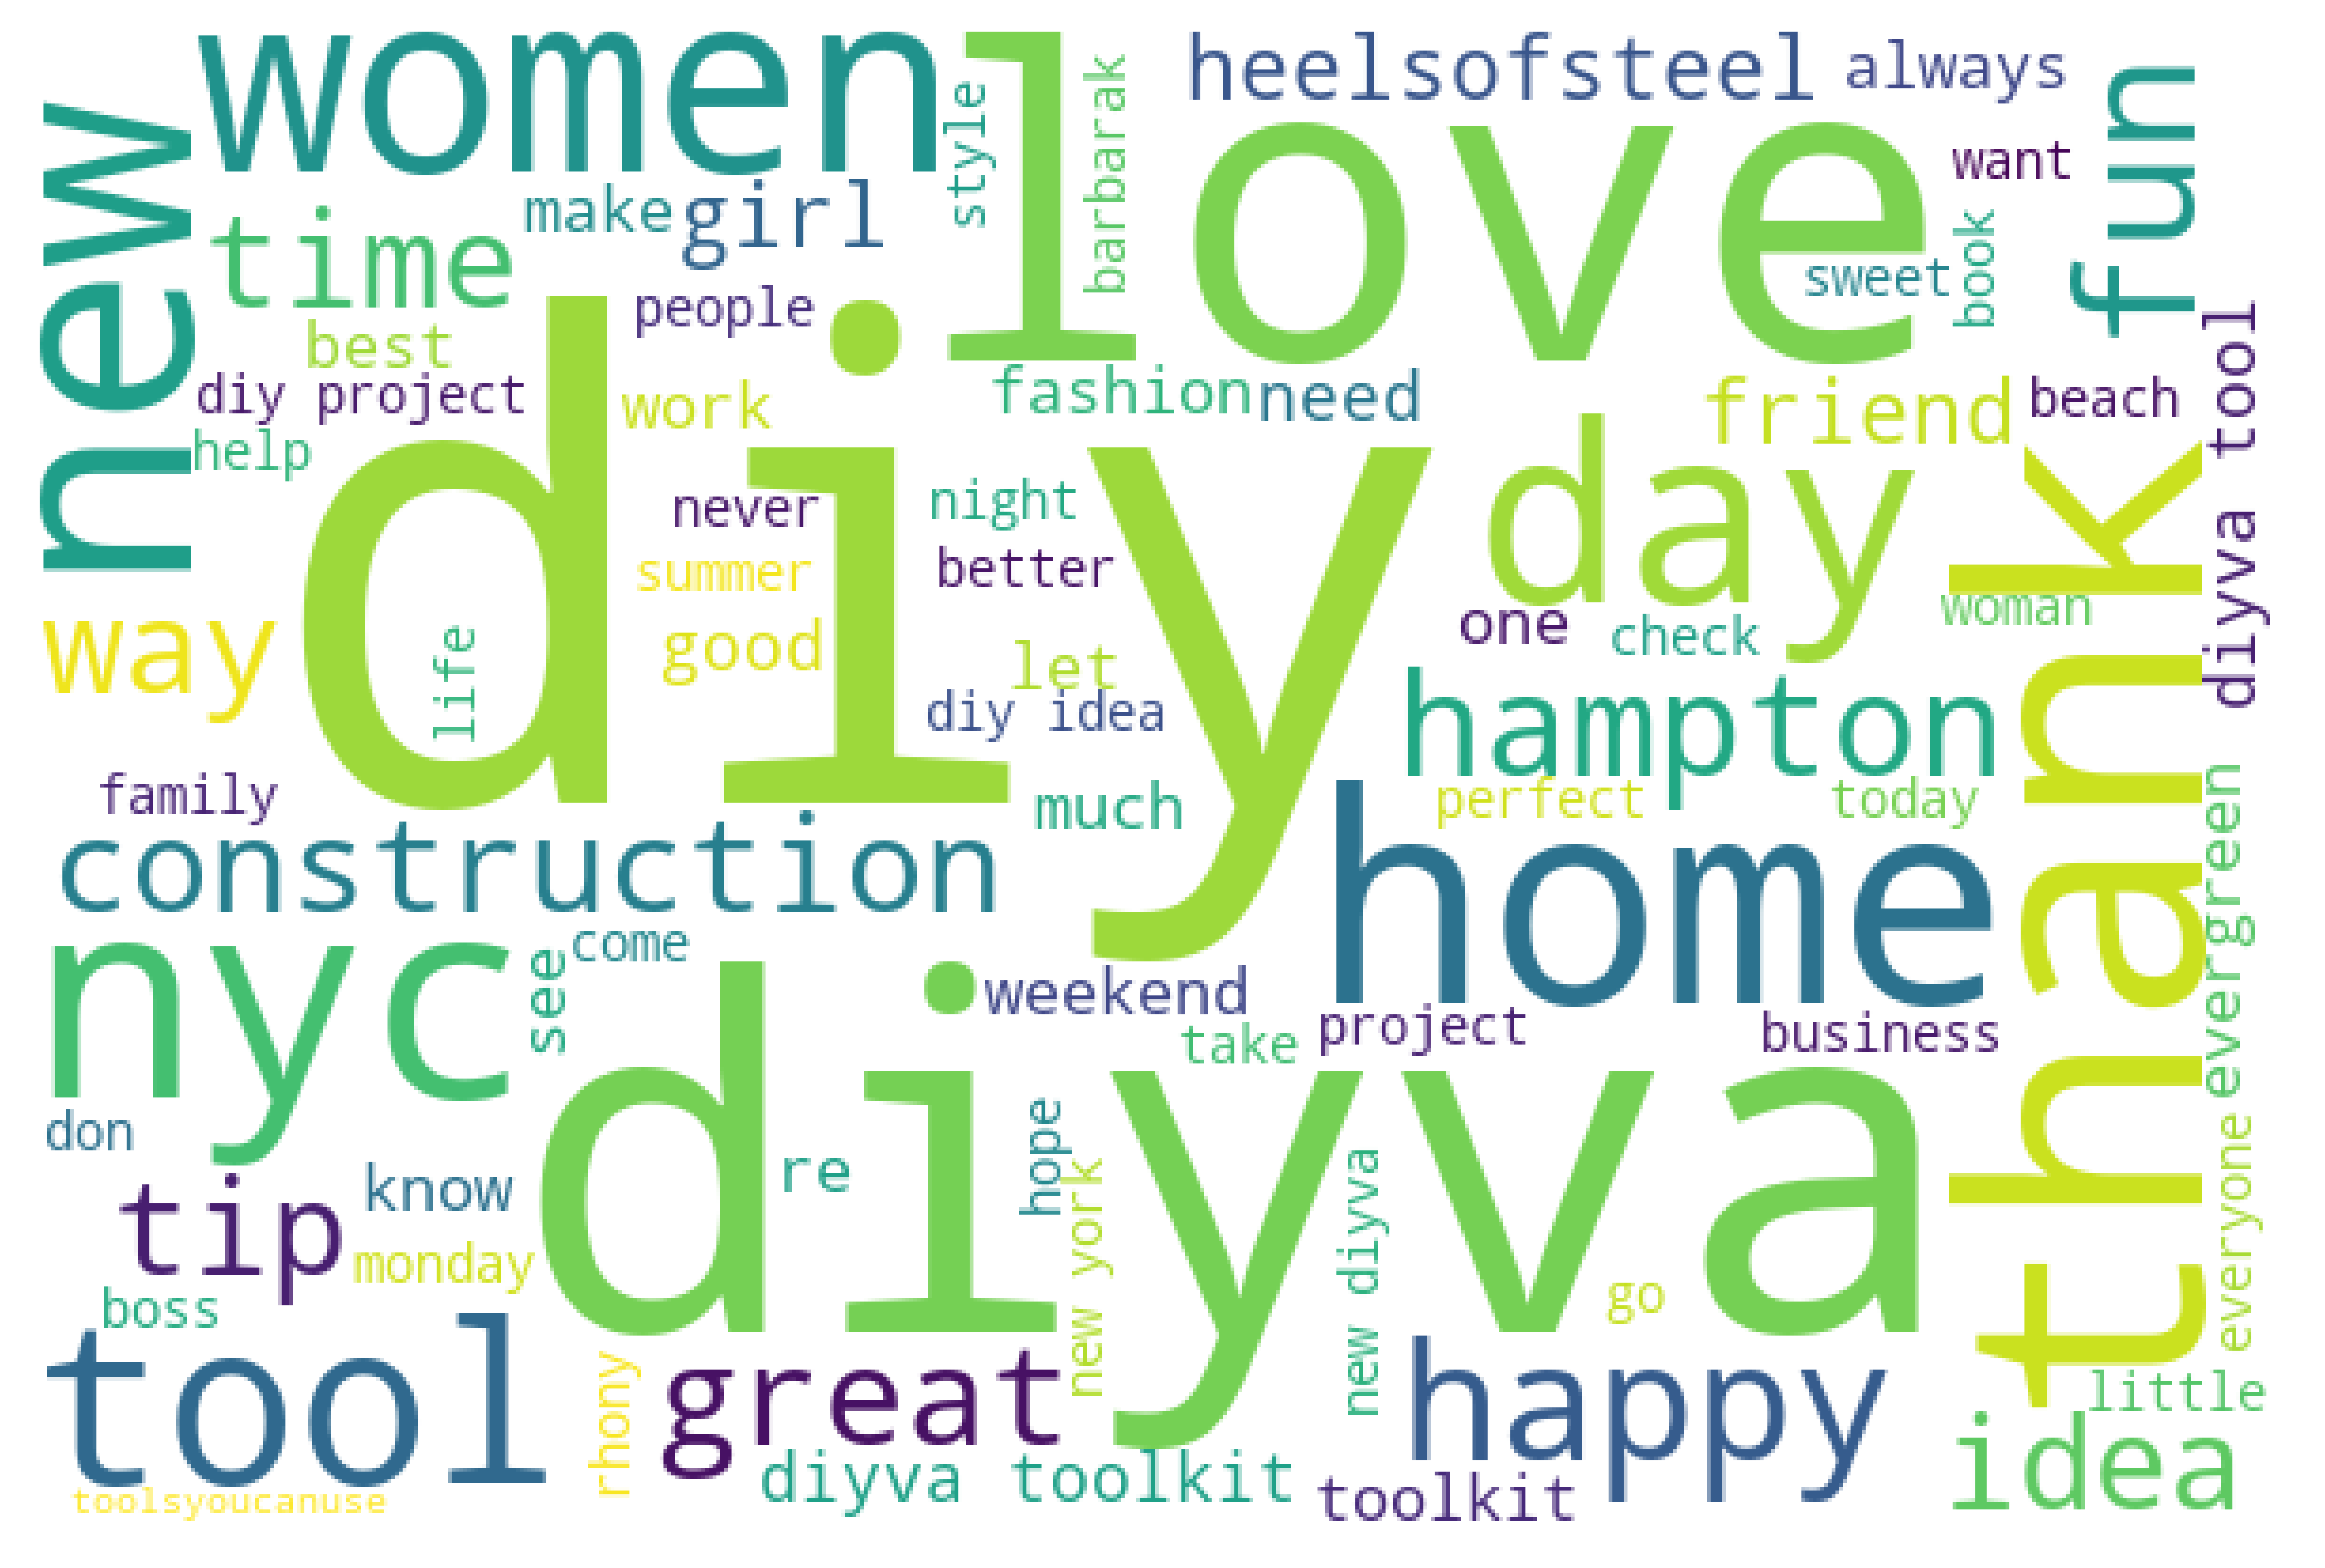 women
love
heelsofsteel
always
new
fun
style
barbarak
want
make
girl
time
sweet
book
people
best
diy project
work
fashion
need
friend
beach
diyva tool
help
diy
day
thank
never
night
summer
better
way
life
good
let
one
check
woman
diy idea
hampton
family
much
perfect
today
construction
home
evergreen
nyc
see
come
weekend
take
project
business
don
diyva
tip
know
re
hope
new york
new diyva
everyone
monday
boss
go
tool
rhony
great
happy
little
idea
diyva toolkit
toolkit
toolsyoucanuse